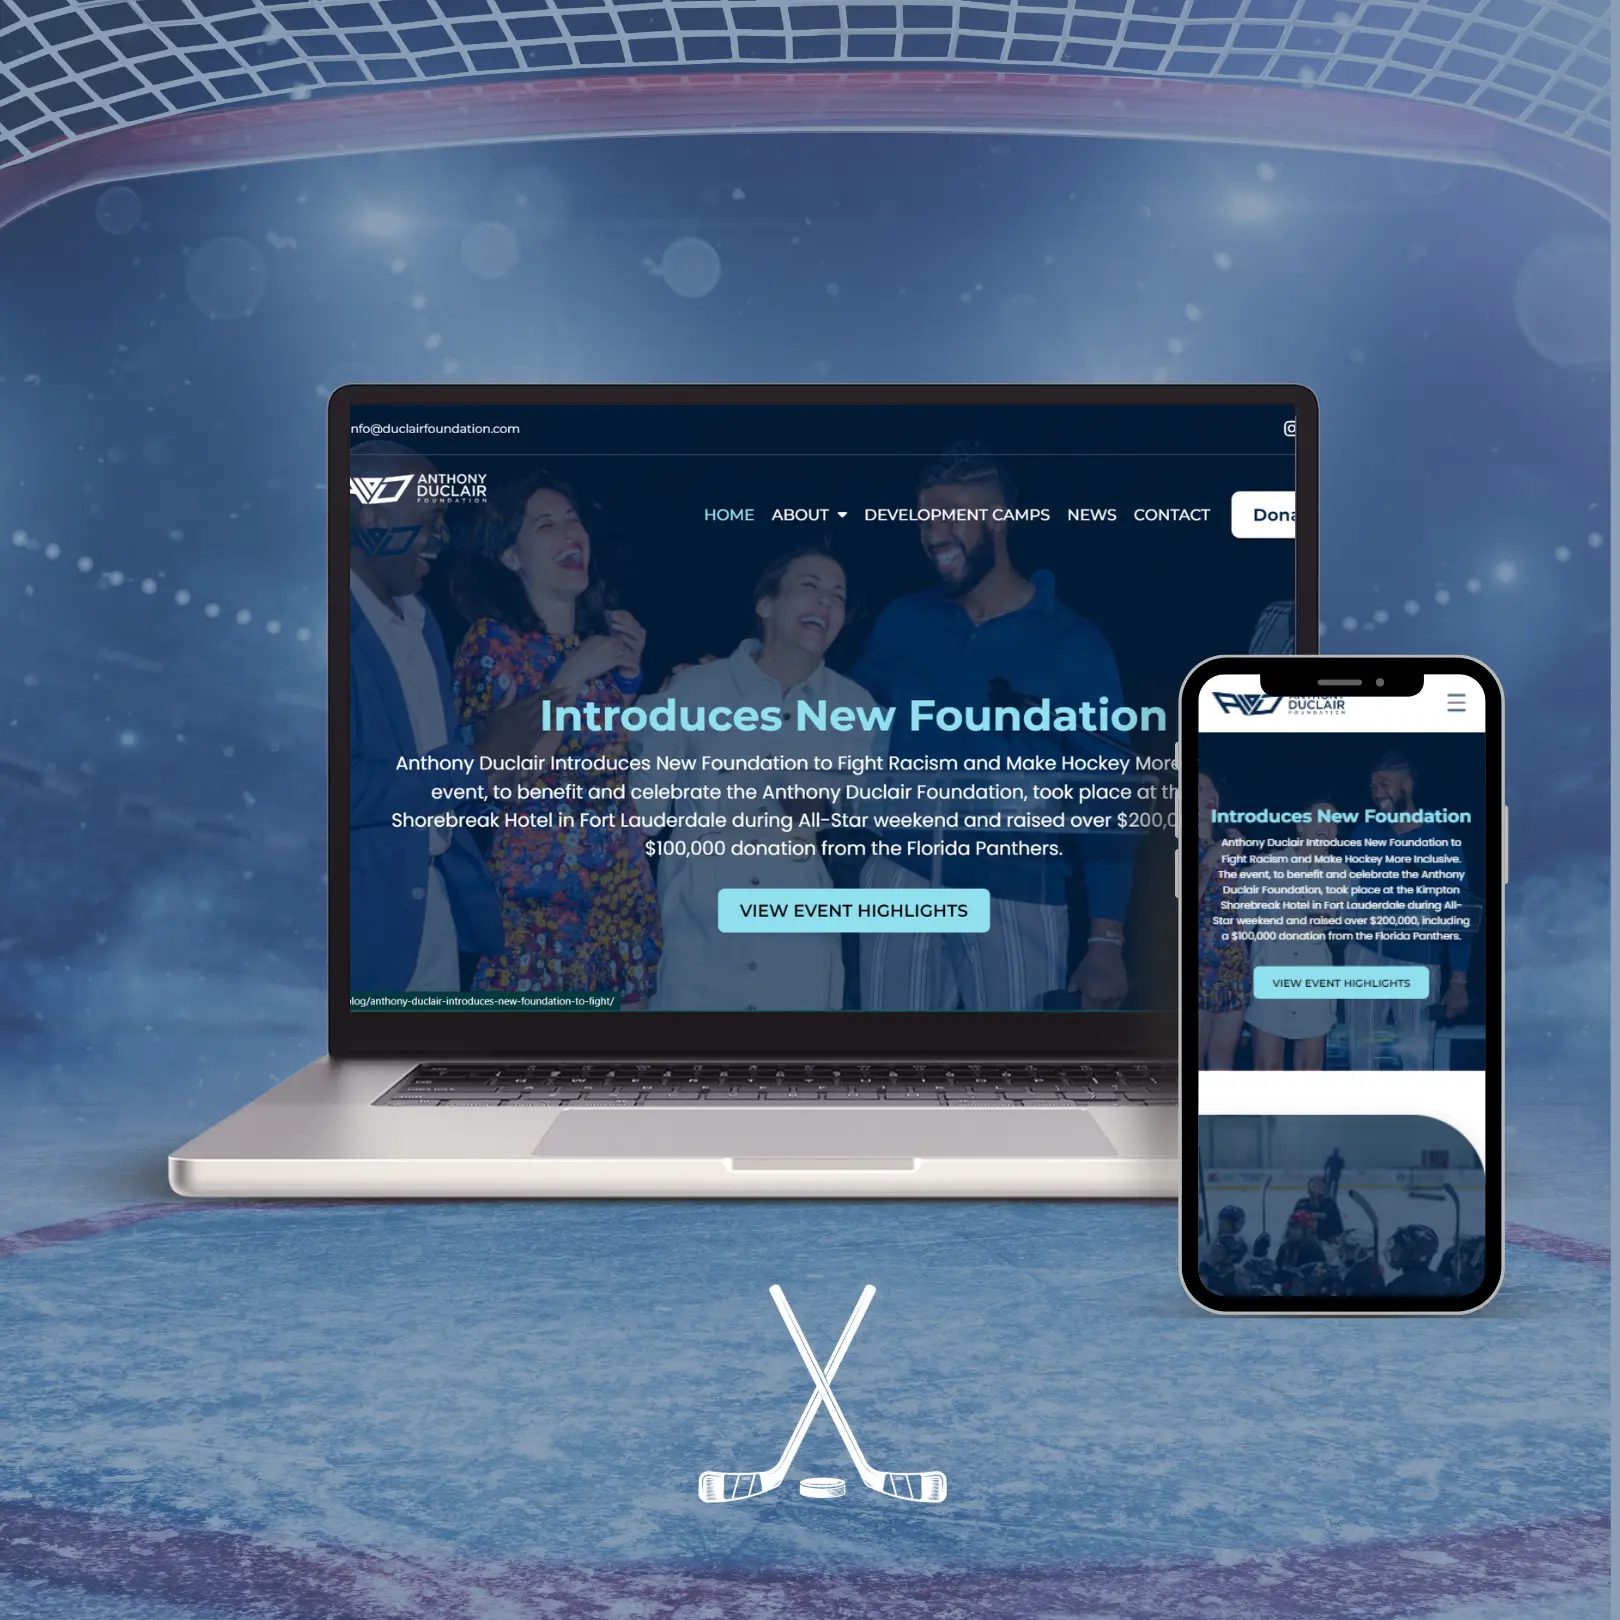 nfo@duclairfoundation.com
ANTHONY
DUCLAIR
FOUNDATION
HOME ABOUT DEVELOPMENT CAMPS NEWS CONTACT Dona
Introduces New Foundation
Anthony Duclair Introduces New Foundation to Fight Racism and Make Hockey More
event, to benefit and celebrate the Anthony Duclair Foundation, took place at th
Shorebreak Hotel in Fort Lauderdale during All-Star weekend and raised over $200,0
$100,000 donation from the Florida Panthers.
VIEW EVENT HIGHLIGHTS
blog/anthony-duclair-introduces-new-foundation-to-fight/
ANTHONY
DUCLAIR
FOUNDATION
Introduces New Foundation
Anthony Duclair Introduces New Foundation to
Fight Racism and Make Hockey More Inclusive.
The event, to benefit and celebrate the Anthony
Duclair Foundation, took place at the Kimpton
Shorebreak Hotel in Fort Lauderdale during All-
Star weekend and raised over $200,000, including
a $100,000 donation from the Florida Panthers.
VIEW EVENT HIGHLIGHTS